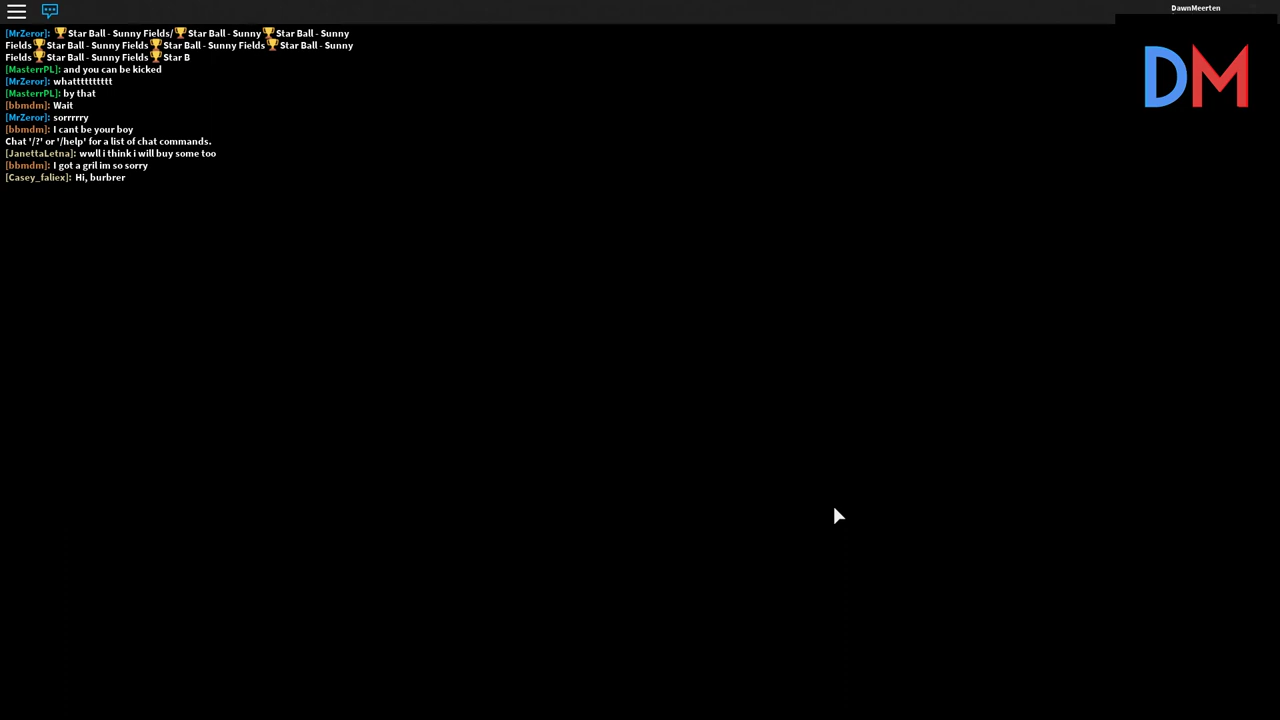 DawnMeerten
[MrZeror]: 🏆Star Ball - Sunny Fields/🏆Star Ball - Sunny🏆Star Ball - Sunny
Fields🏆Star Ball - Sunny Fields🏆Star Ball - Sunny Fields🏆Star Ball - Sunny
Fields🏆Star Ball - Sunny Fields🏆Star B
[MasterrPL]: and you can be kicked
[MrZeror]: whatttttttttt
[MasterrPL]: by that
[bbmdm]: Wait
[MrZeror]: sorrrrry
[bbmdm]: I cant be your boy
Chat '/?' or '/help' for a list of chat commands.
[JanettaLetna]: wwll i think i will buy some too
[bbmdm]: I got a gril im so sorry
[Casey_faliex]: Hi, burbrer
DM